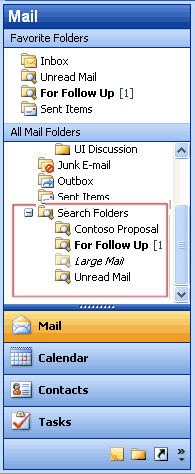 Mail
Favorite Folders
Inbox
Unread Mail
For Follow Up [1]
Sent Items
All Mail Folders
UI Discussion
Junk E-mail
Outbox
Sent Items
Search Folders
Contoso Proposal
For Follow Up [1
Large Mail
Unread Mail
Mail
Calendar
Contacts
Tasks